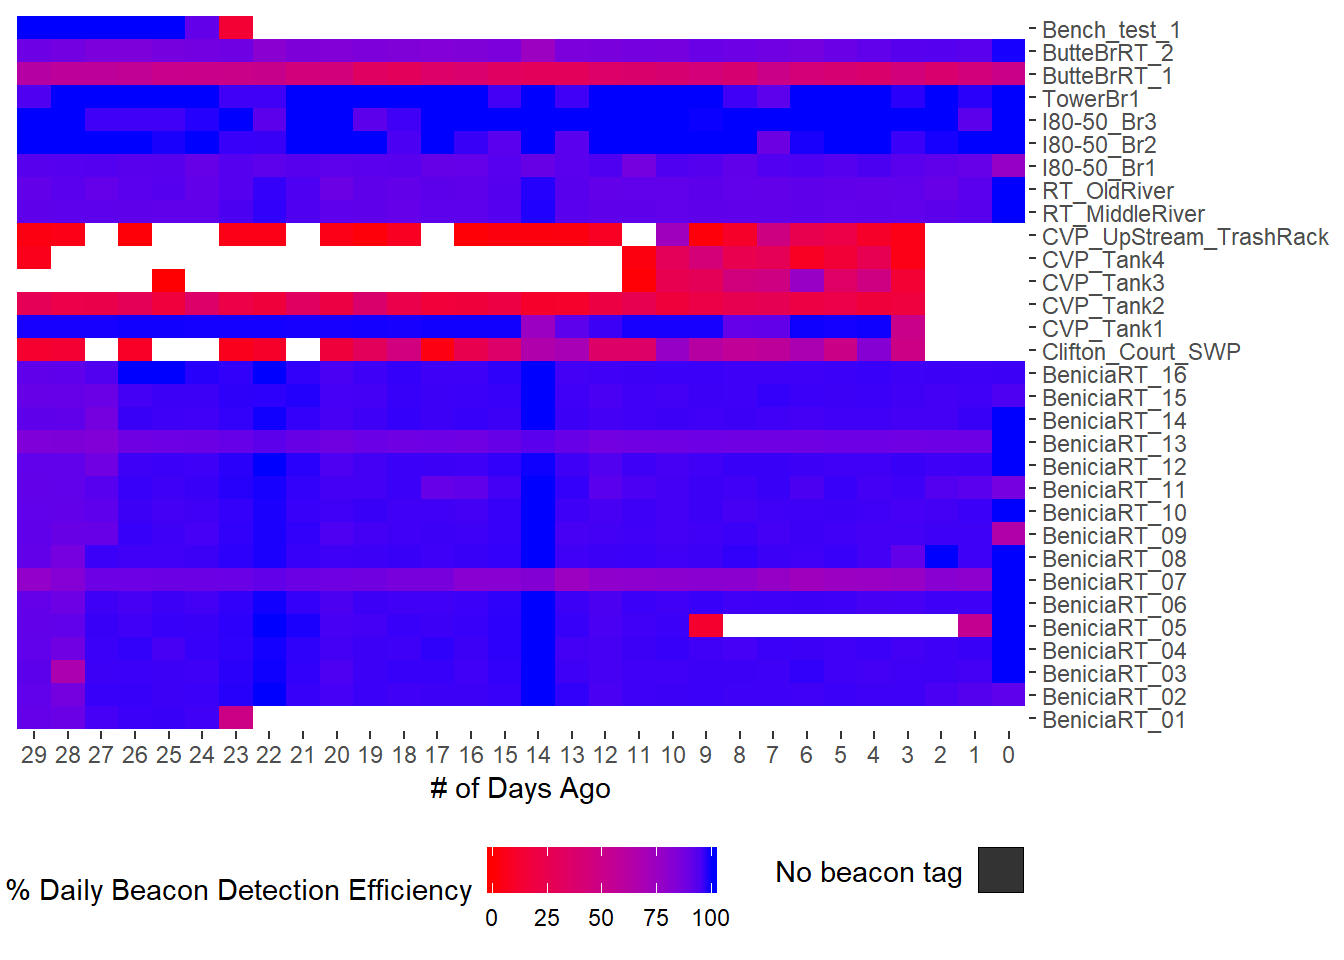 Bench_test_1
ButteBrRT_2
ButteBrRT_1
TowerBr1
I80-50_Br3
I80-50_Br2
I80-50_Br1
RT_OldRiver
RT_MiddleRiver
CVP_UpStream_TrashRack
CVP_Tank4
CVP_Tank3
CVP_Tank2
CVP_Tank1
Clifton_Court_SWP
BeniciaRT_16
BeniciaRT_15
BeniciaRT_14
BeniciaRT_13
BeniciaRT_12
BeniciaRT_11
BeniciaRT_10
BeniciaRT_09
BeniciaRT_08
BeniciaRT_07
BeniciaRT_06
BeniciaRT_05
BeniciaRT_04
BeniciaRT_03
BeniciaRT_02
BeniciaRT_01
29 28 27 26 25 24 23 22 21 20 19 18 17 16 15 14 13 12 11 10 9 8 7 6 5 4 3 2 1 0
# of Days Ago
% Daily Beacon Detection Efficiency
0 25 50 75 100
No beacon tag